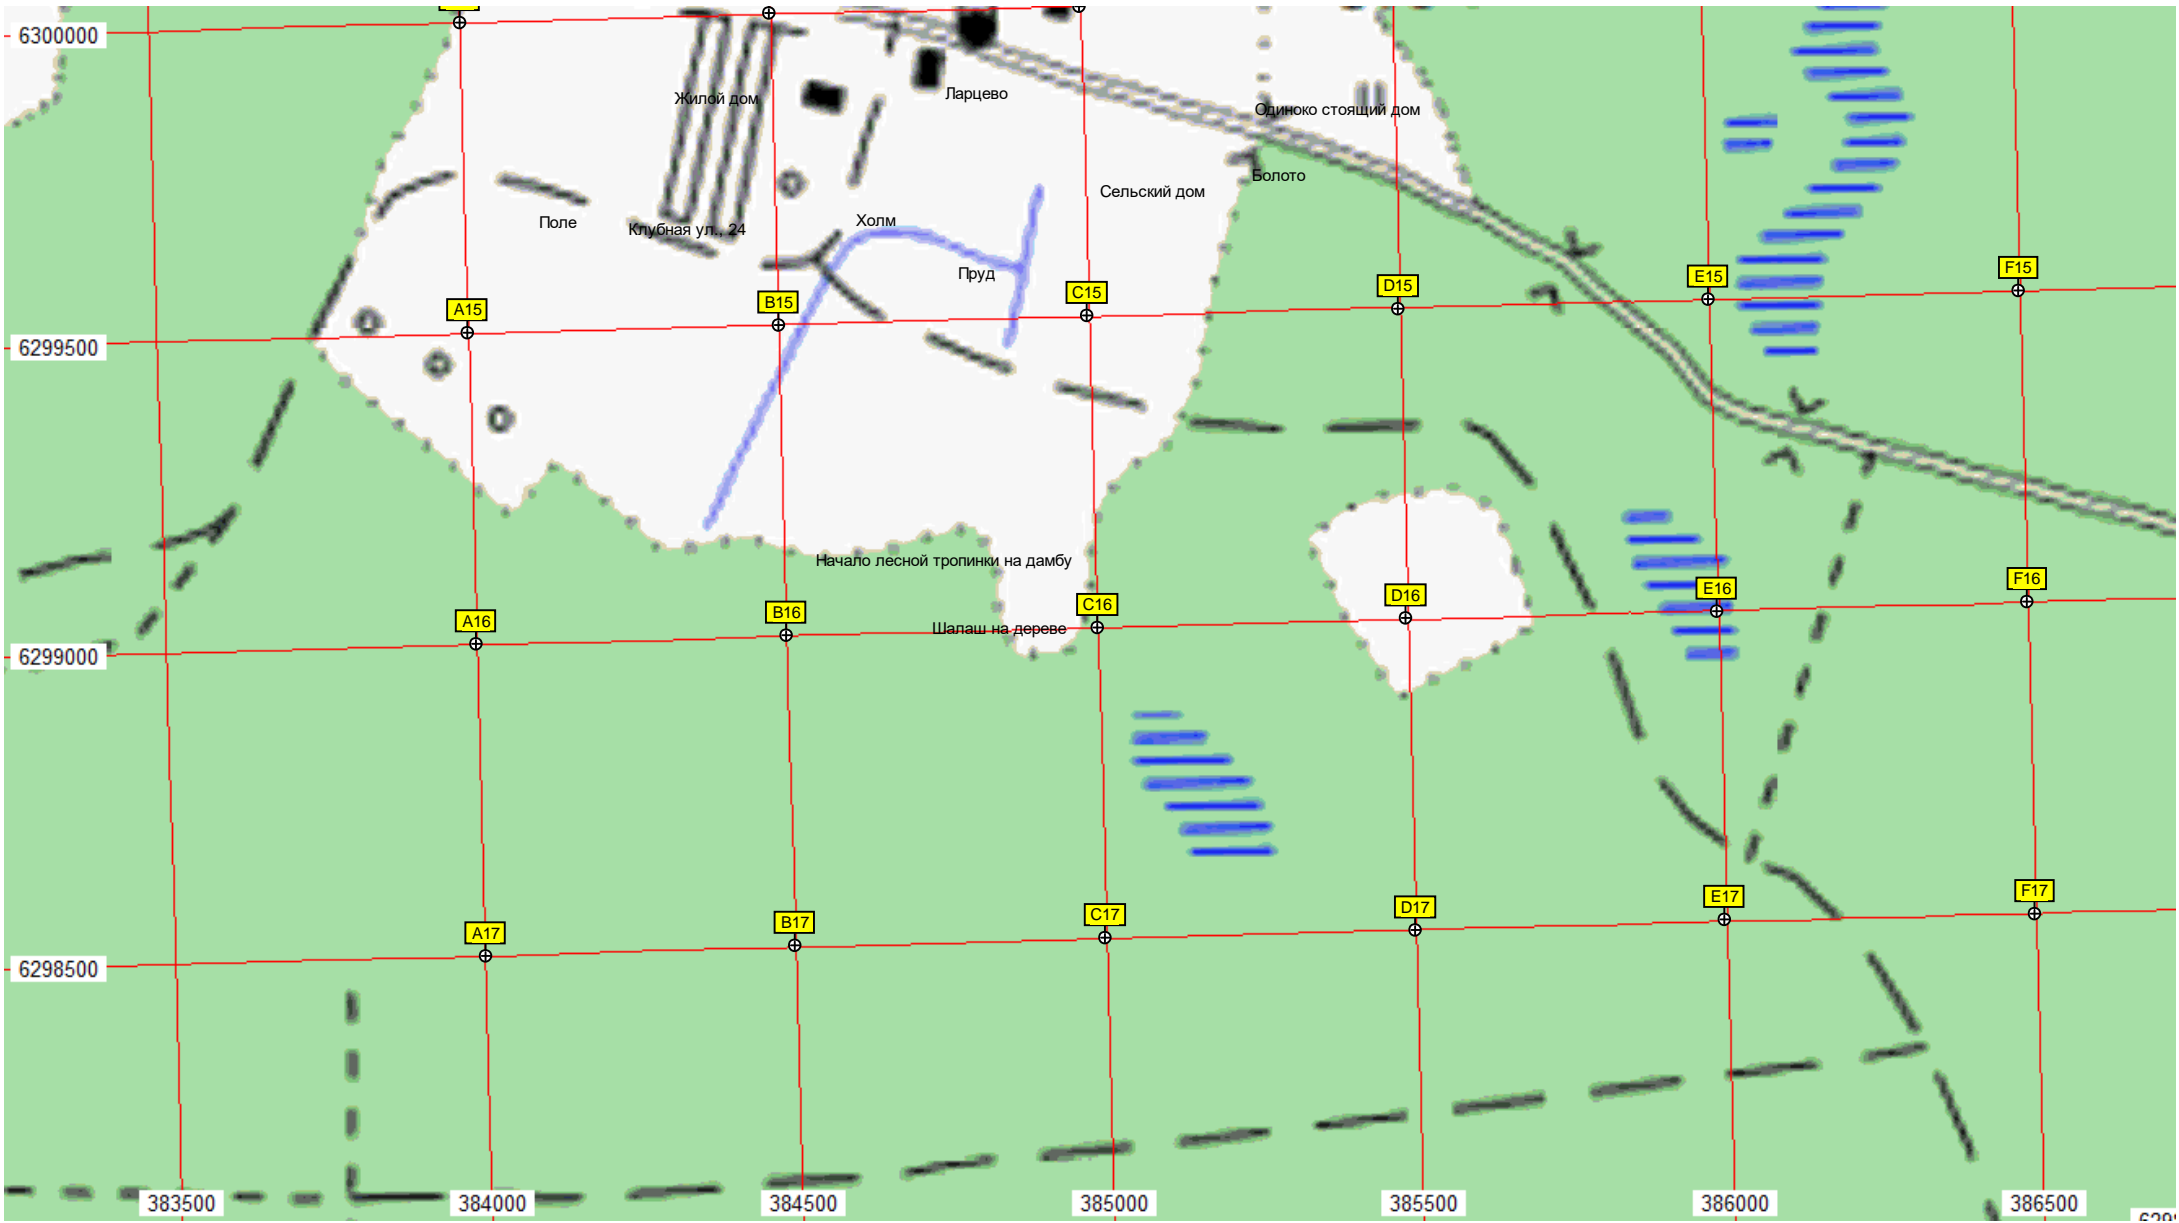 6300000
Жилой дом
Ларцево
Одиноко стоящий дом
Болото
Сельский дом
Поле
Клубная ул., 24
Холм
Пруд
A15
B15
C15
D15
E15
F15
6299500
Начало лесной тропинки на дамбу
A16
B16
C16
D16
E16
F16
Шалаш на дереве
6299000
A17
B17
C17
D17
E17
F17
6298500
383500
384000
384500
385000
385500
386000
386500